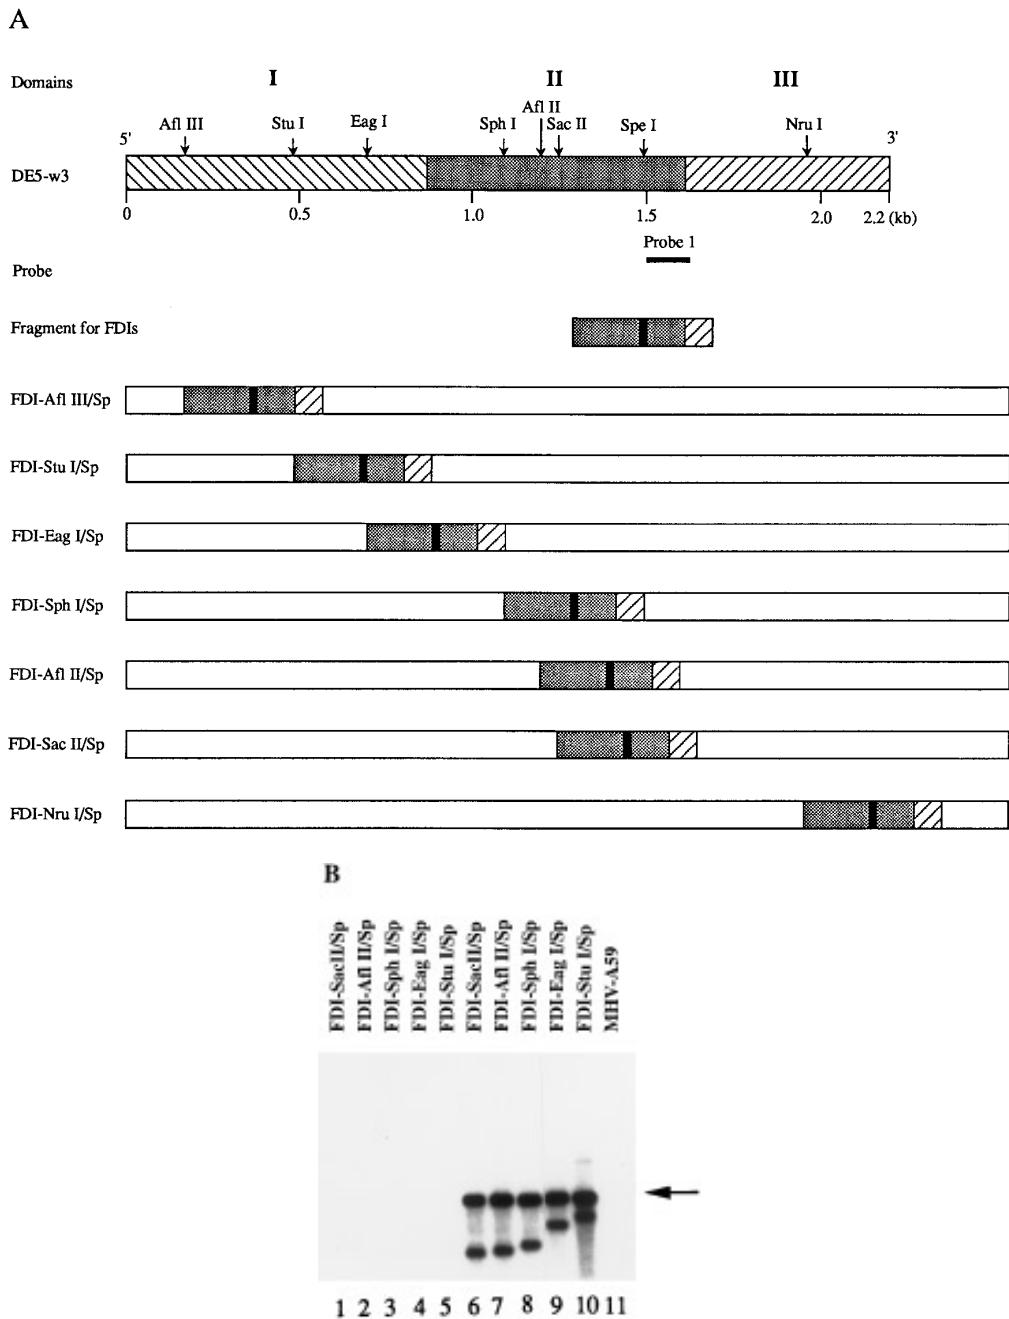 A
Domains I II III
Afl III Stu I Eag I Sph I Afl II Sac II Spe I Nru I
5' 3'
DE5-w3
0 0.5 1.0 1.5 2.0 2.2 (kb)
Probe 1
Probe
Fragment for FDIs
FDI-Afl III/Sp
FDI-Stu I/Sp
FDI-Eag I/Sp
FDI-Sph I/Sp
FDI-Afl II/Sp
FDI-Sac II/Sp
FDI-Nru I/Sp
B
FDI-SacII/Sp
FDI-Afl II/Sp
FDI-Sph I/Sp
FDI-Eag I/Sp
FDI-Stu I/Sp
FDI-SacII/Sp
FDI-Afl II/Sp
FDI-Sph I/Sp
FDI-Eag I/Sp
FDI-Stu I/Sp
MHV-A59
1 2 3 4 5 6 7 8 9 10 11